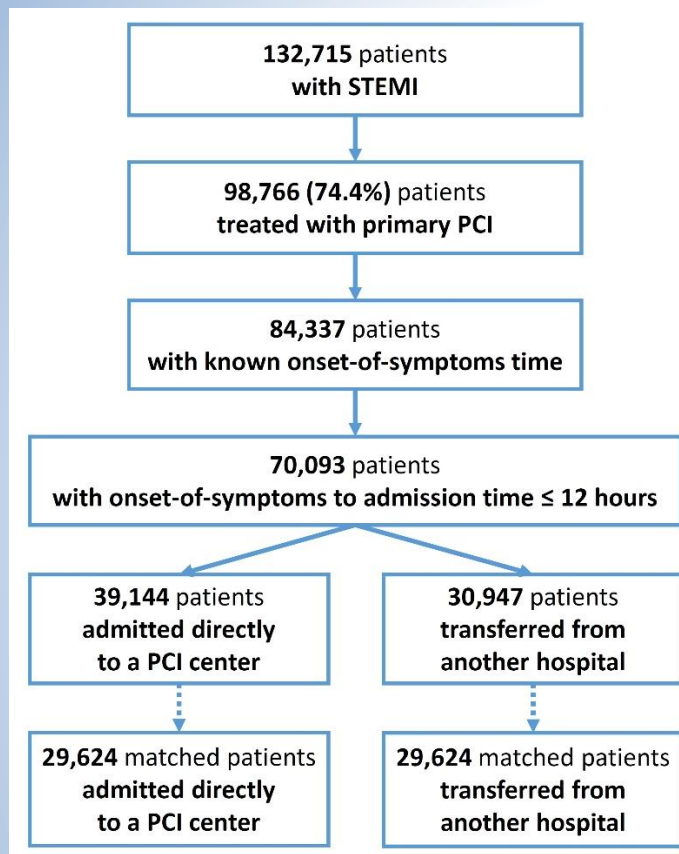 132,715 patients
with STEMI
98,766 (74.4%) patients
treated with primary PCI
84,337 patients
with known onset-of-symptoms time
70,093 patients
with onset-of-symptoms to admission time ≤ 12 hours
39,144 patients
admitted directly
to a PCI center
30,947 patients
transferred from
another hospital
29,624 matched patients
admitted directly
to a PCI center
29,624 matched patients
transferred from
another hospital